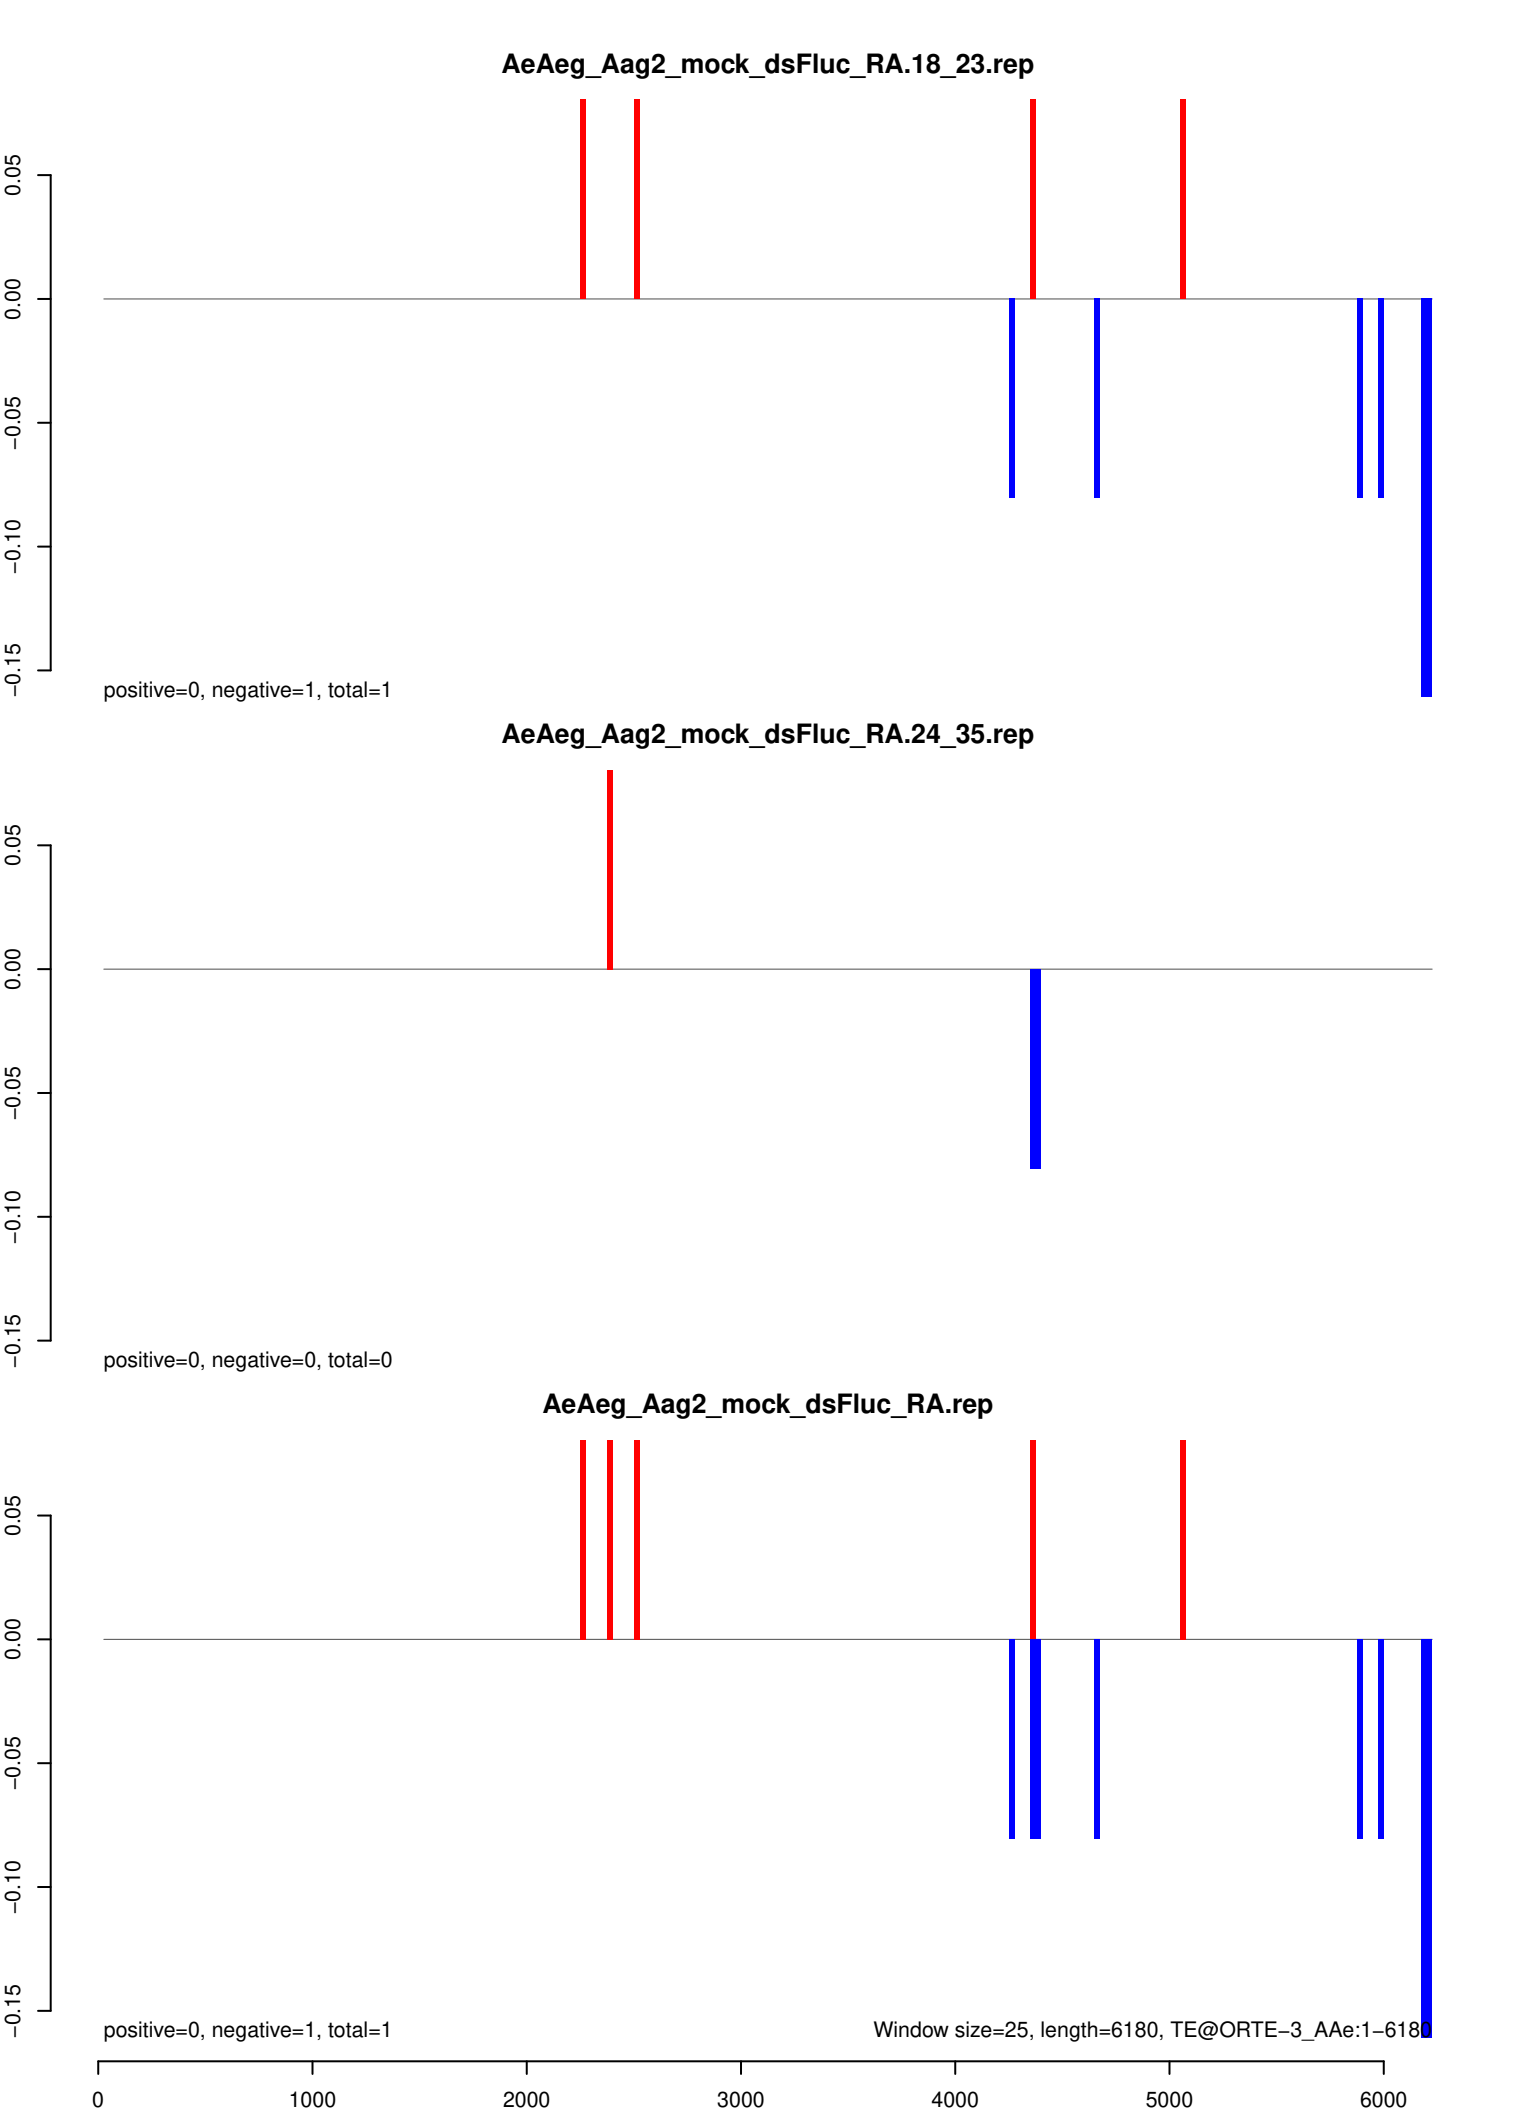 AeAeg_Aag2_mock_dsFluc_RA.18_23.rep
0.05
0.00
−0.05
−0.10
−0.15
positive=0, negative=1, total=1
AeAeg_Aag2_mock_dsFluc_RA.24_35.rep
0.05
0.00
−0.05
−0.10
−0.15
positive=0, negative=0, total=0
AeAeg_Aag2_mock_dsFluc_RA.rep
0.05
0.00
−0.05
−0.10
−0.15
positive=0, negative=1, total=1
Window size=25, length=6180, TE@ORTE−3_AAe:1−6180
0 1000 2000 3000 4000 5000 6000